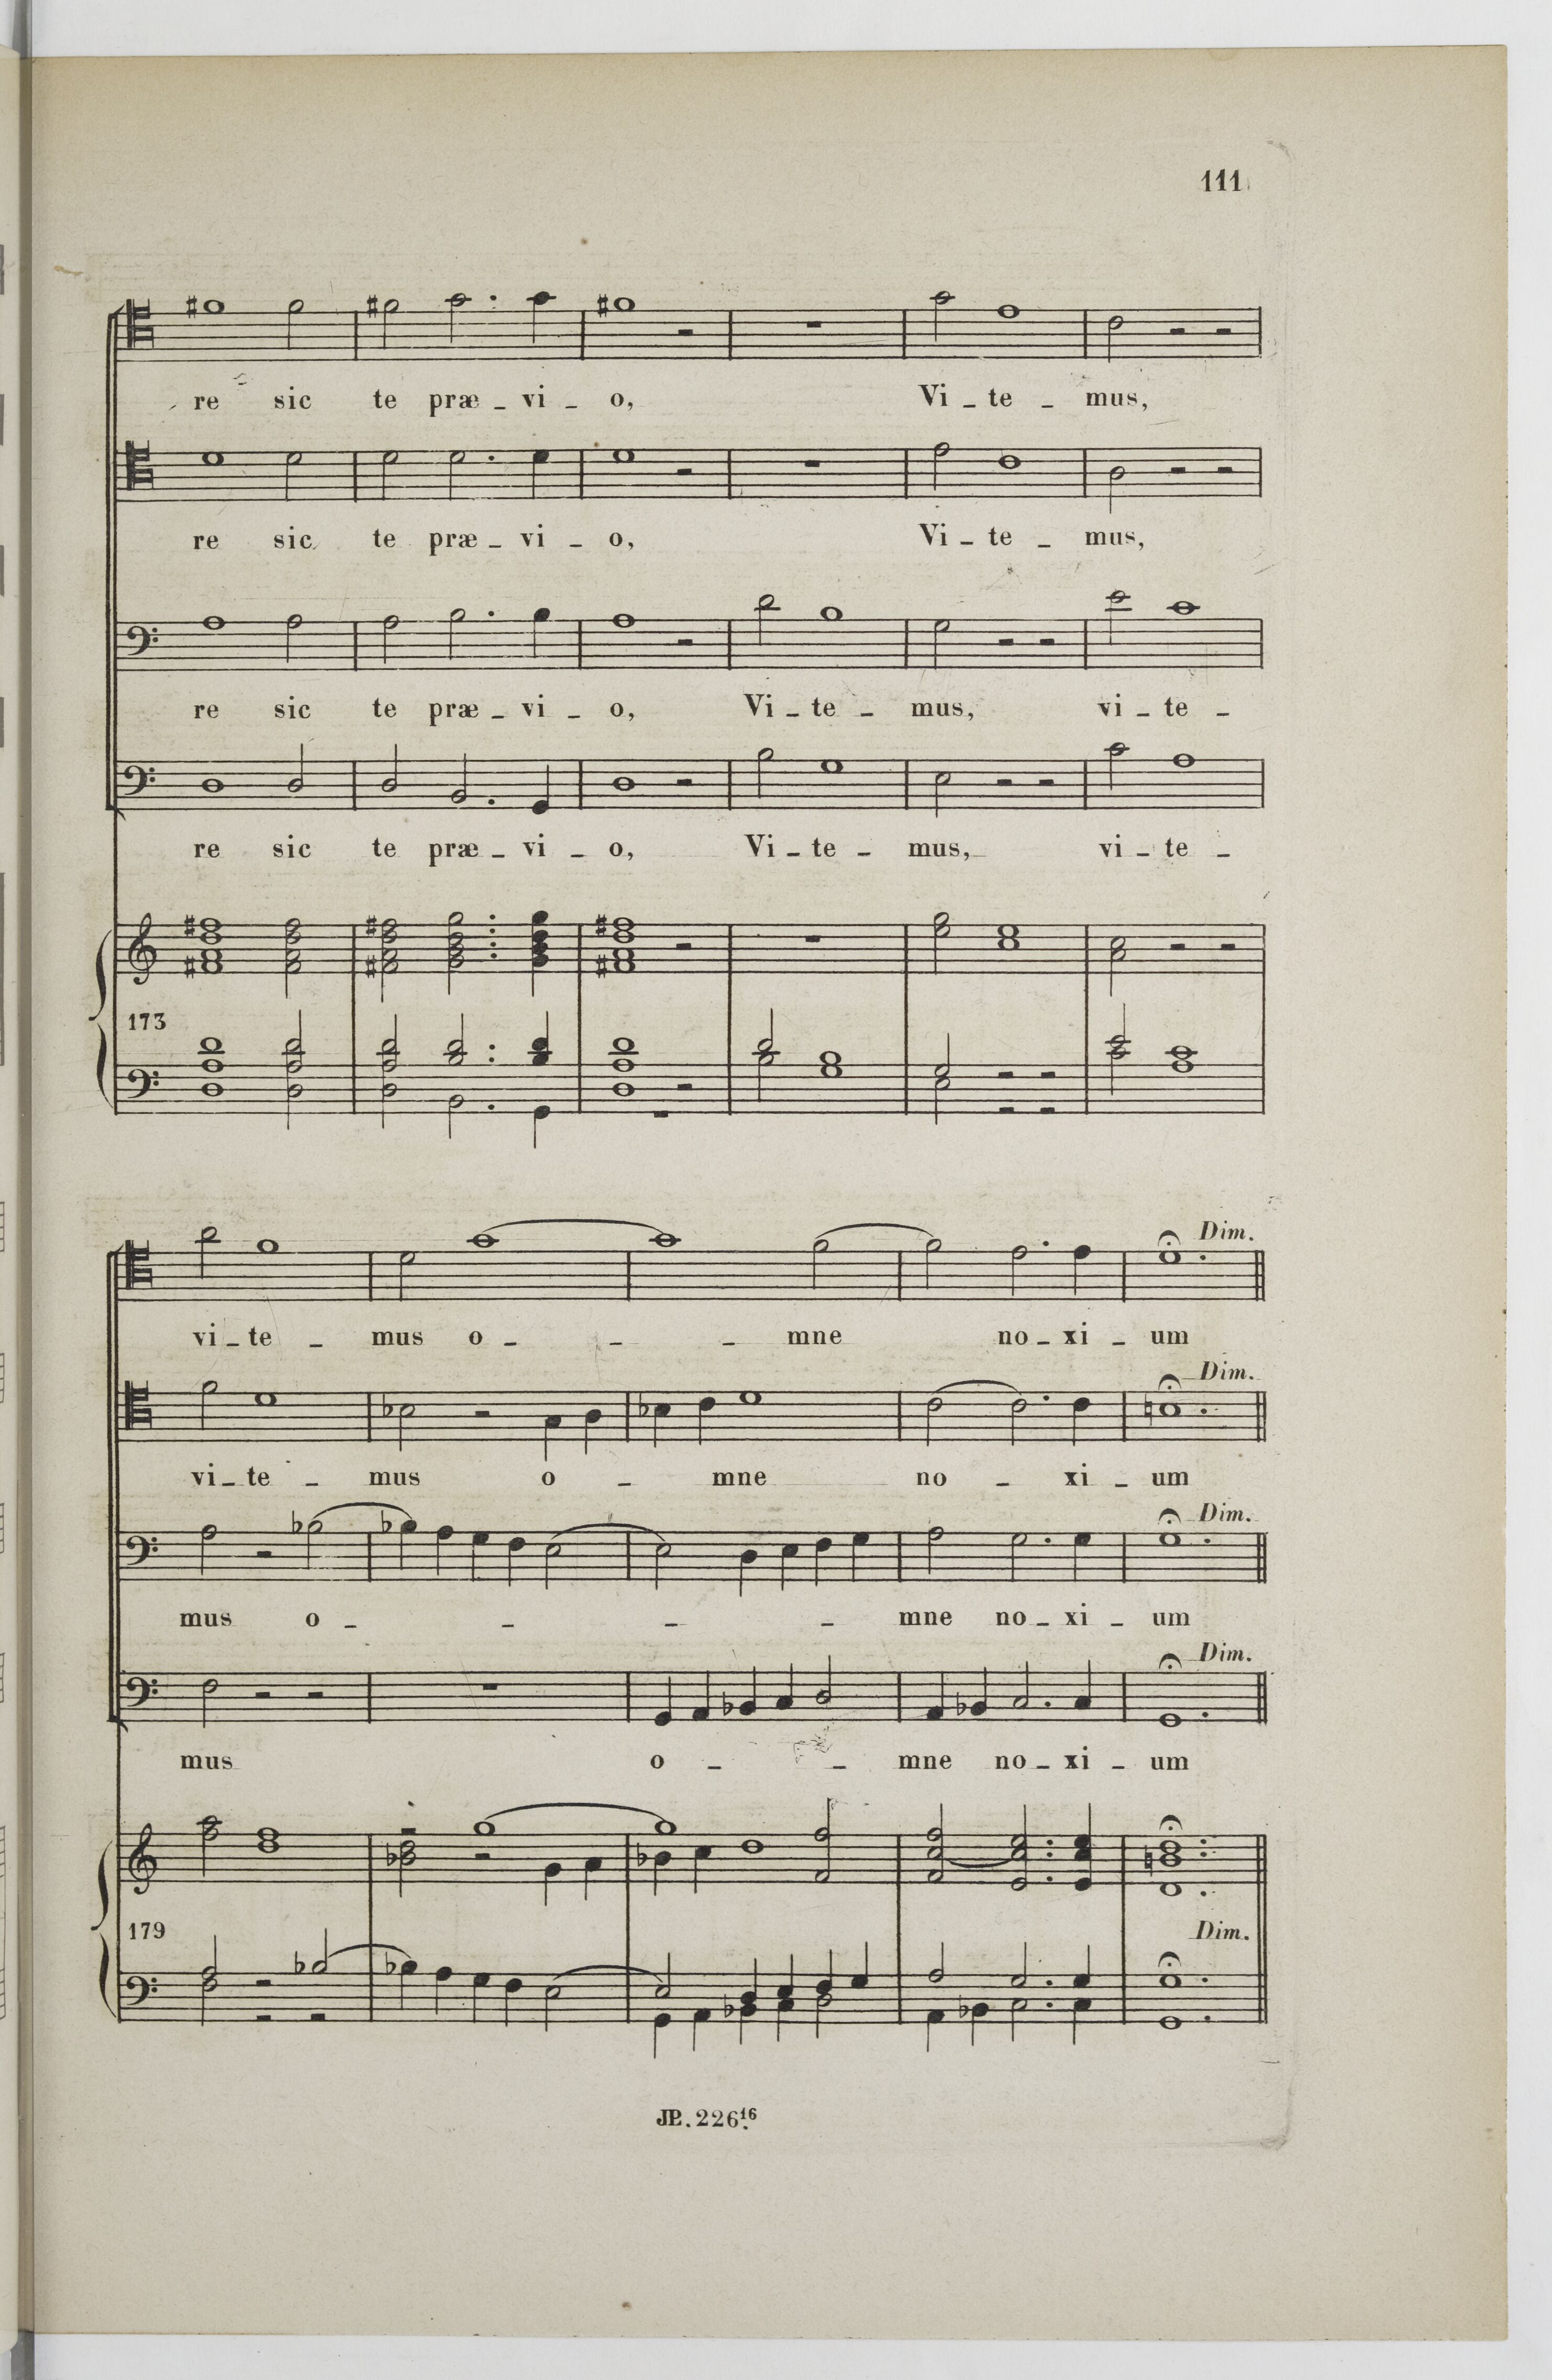 111
re sic te præ - vi - o, Vi - te - mus,
re sic te præ - vi - o, Vi - te - mus,
re sic te præ - vi - o, Vi - te - mus, vi - te -
re sic te præ - vi - o, Vi - te - mus, vi - te -
173
Dim.
vi - te - mus o - - - mne no - xi - um
Dim.
vi - te - mus o - mne no - xi - um
Dim.
mus o - - - - mne no - xi - um
Dim.
mus o - - mne no - xi - um
179
Dim.
JP. 226¹⁶.